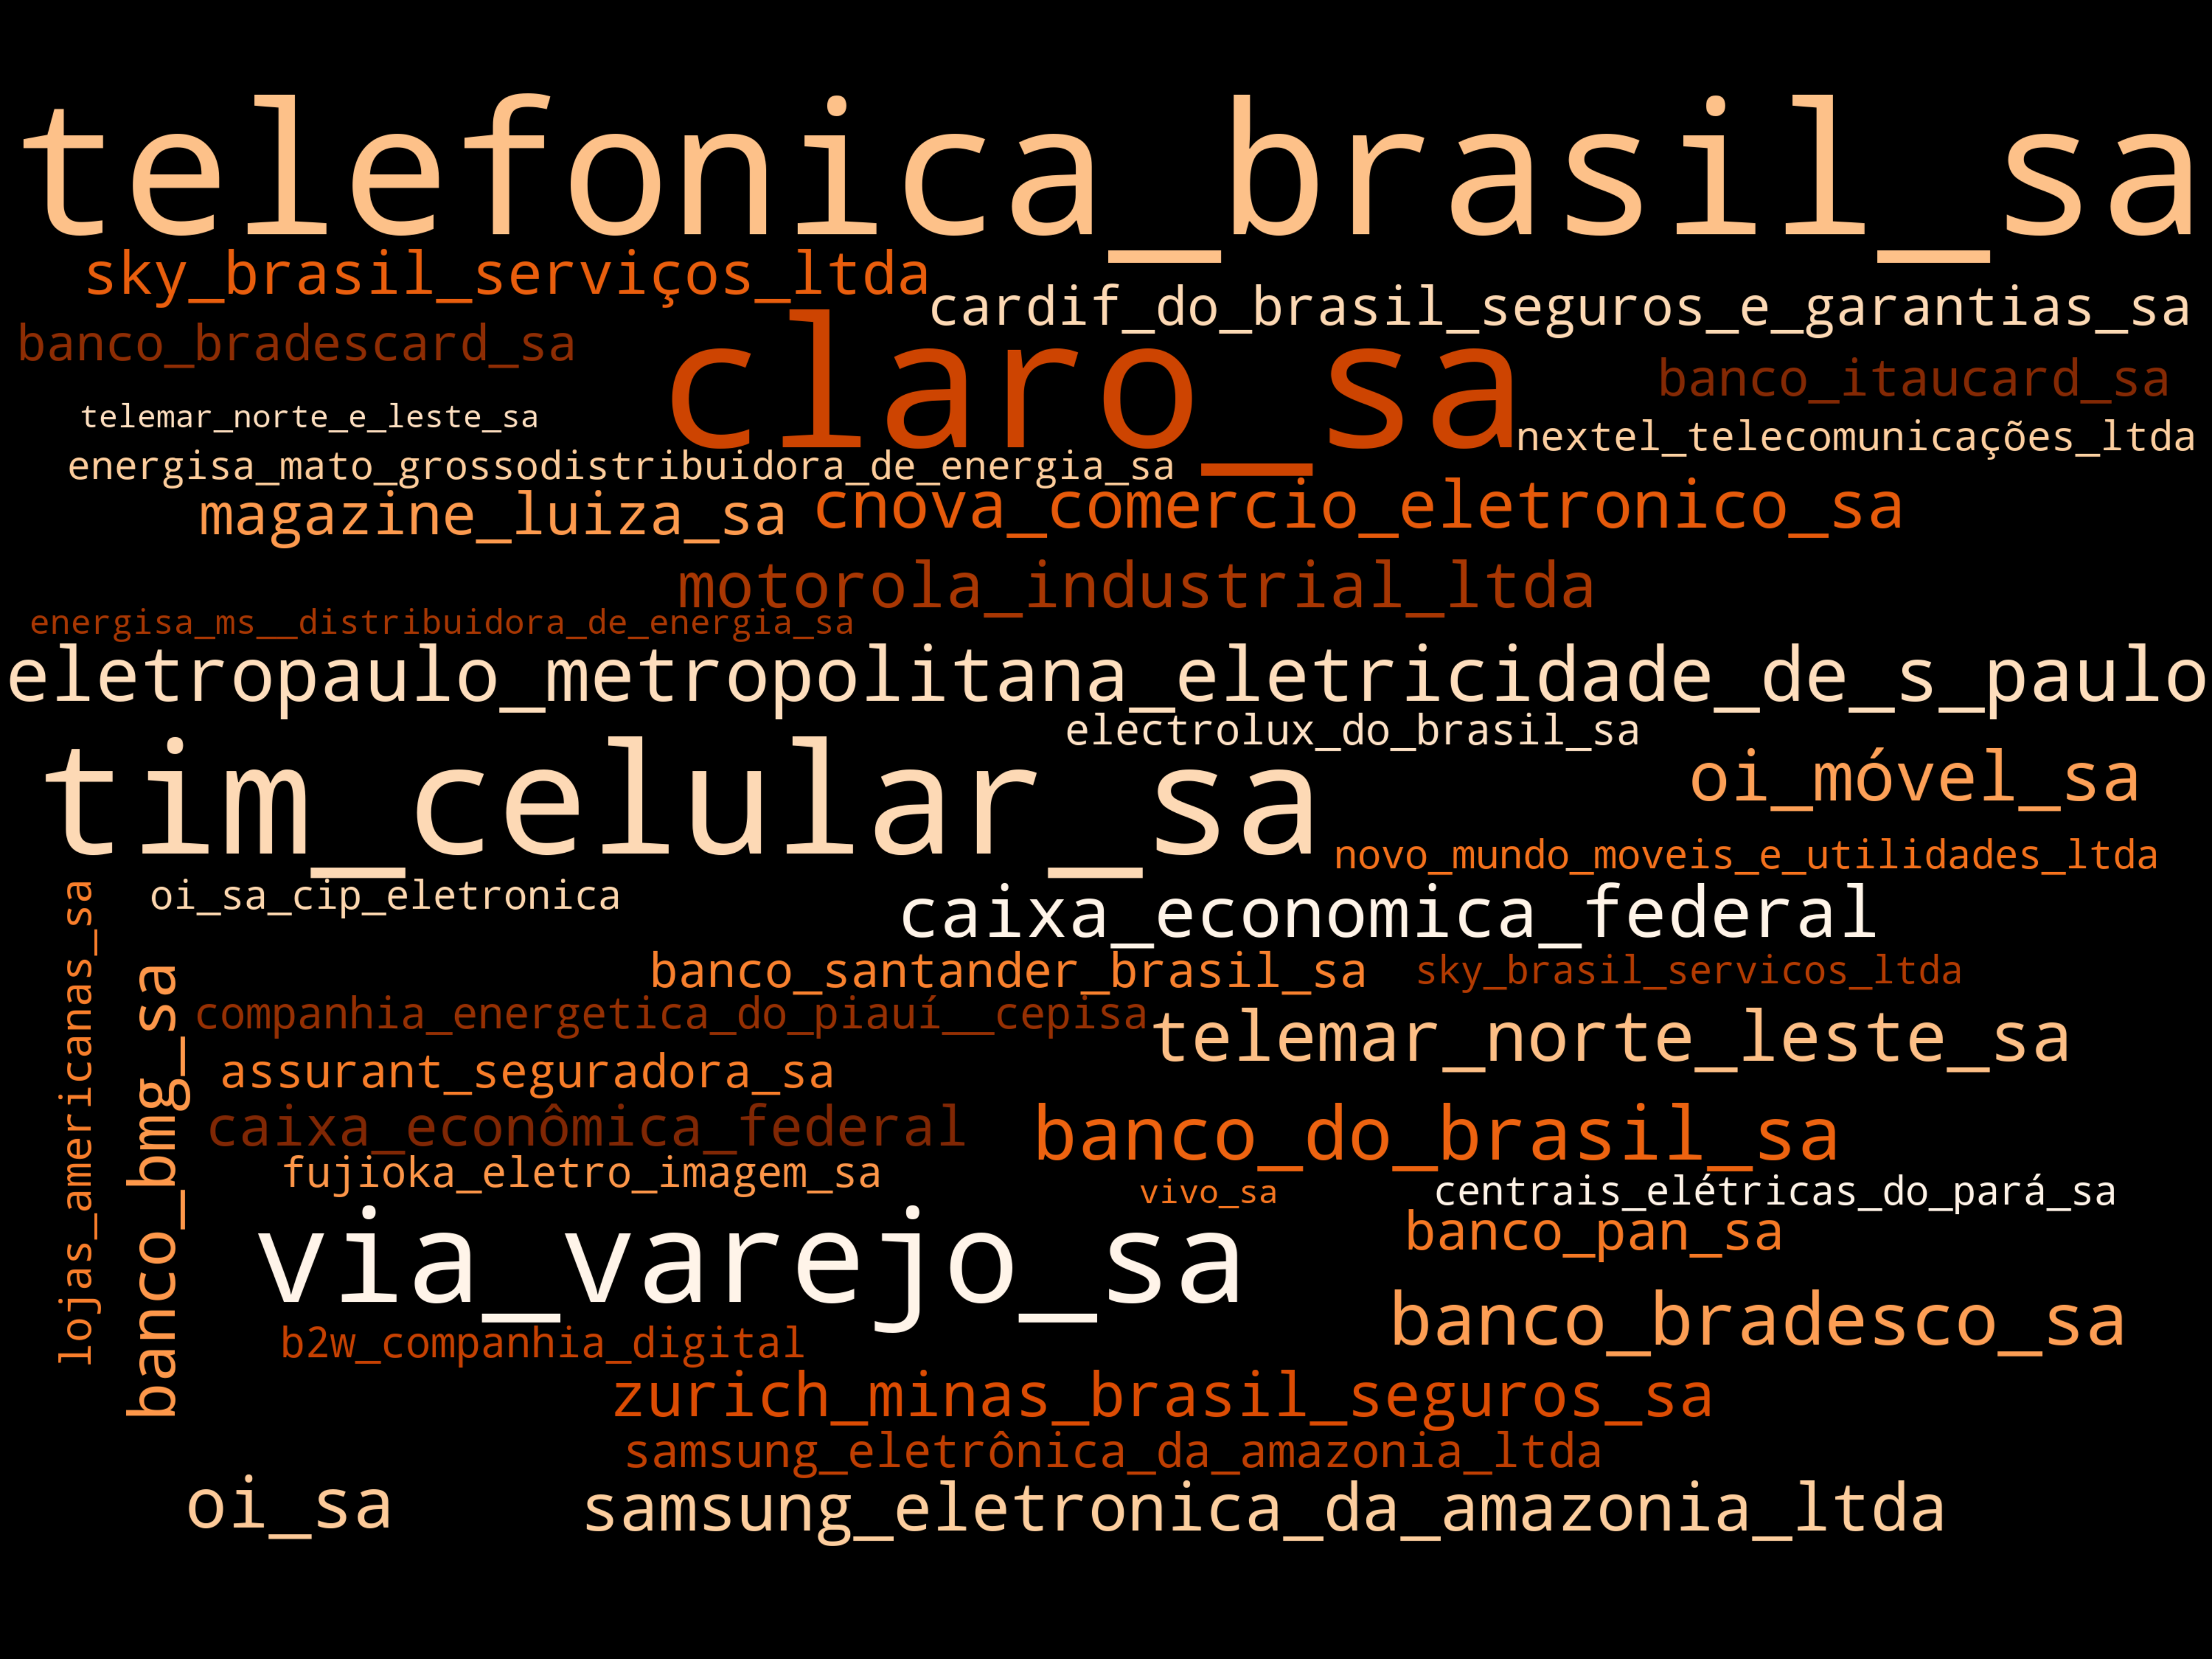 telefonica_brasil_sa
sky_brasil_serviços_ltda
cardif_do_brasil_seguros_e_garantias_sa
banco_bradescard_sa
claro_sa
banco_itaucard_sa
telemar_norte_e_leste_sa
nextel_telecomunicações_ltda
energisa_mato_grossodistribuidora_de_energia_sa
magazine_luiza_sa
cnova_comercio_eletronico_sa
motorola_industrial_ltda
energisa_ms__distribuidora_de_energia_sa
eletropaulo_metropolitana_eletricidade_de_s_paulo
electrolux_do_brasil_sa
tim_celular_sa
oi_móvel_sa
novo_mundo_moveis_e_utilidades_ltda
oi_sa_cip_eletronica
caixa_economica_federal
lojas_americanas_sa
banco_bmg_sa
banco_santander_brasil_sa
sky_brasil_servicos_ltda
companhia_energetica_do_piauí__cepisa
telemar_norte_leste_sa
assurant_seguradora_sa
caixa_econômica_federal
banco_do_brasil_sa
fujioka_eletro_imagem_sa
vivo_sa
centrais_elétricas_do_pará_sa
banco_pan_sa
via_varejo_sa
banco_bradesco_sa
b2w_companhia_digital
zurich_minas_brasil_seguros_sa
samsung_eletrônica_da_amazonia_ltda
oi_sa
samsung_eletronica_da_amazonia_ltda